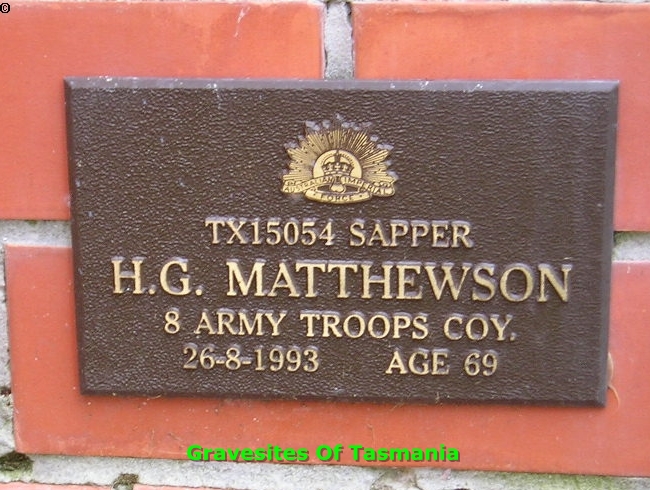 ©
AUSTRALIAN IMPERIAL
FORCE
TX15054 SAPPER
H.G. MATTHEWSON
8 ARMY TROOPS COY.
26-8-1993 AGE 69
Gravesites Of Tasmania